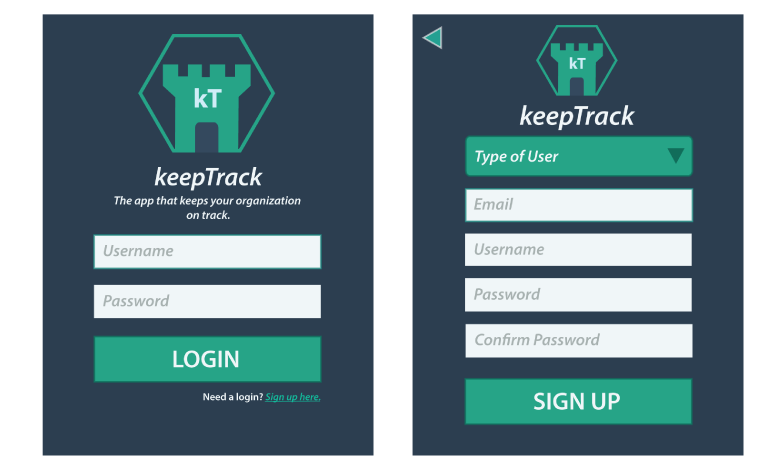 kT
keepTrack
The app that keeps your organization
on track.
Username
Password
LOGIN
Need a login? Sign up here.
kT
keepTrack
Type of User
Email
Username
Password
Confirm Password
SIGN UP